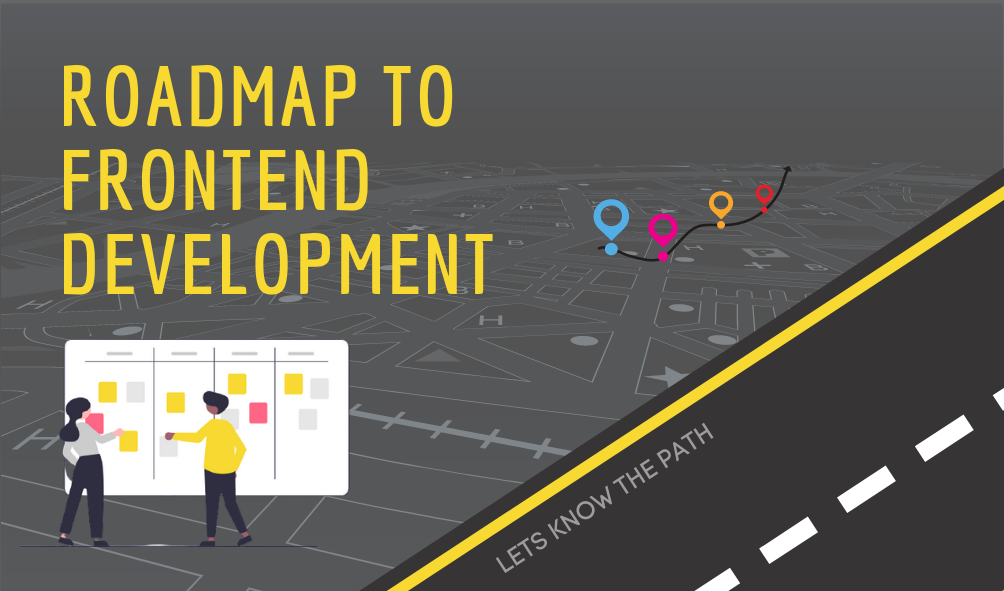 ROADMAP TO
FRONTEND
DEVELOPMENT
H
B
B
H
H
H
B
H
LETS KNOW THE PATH